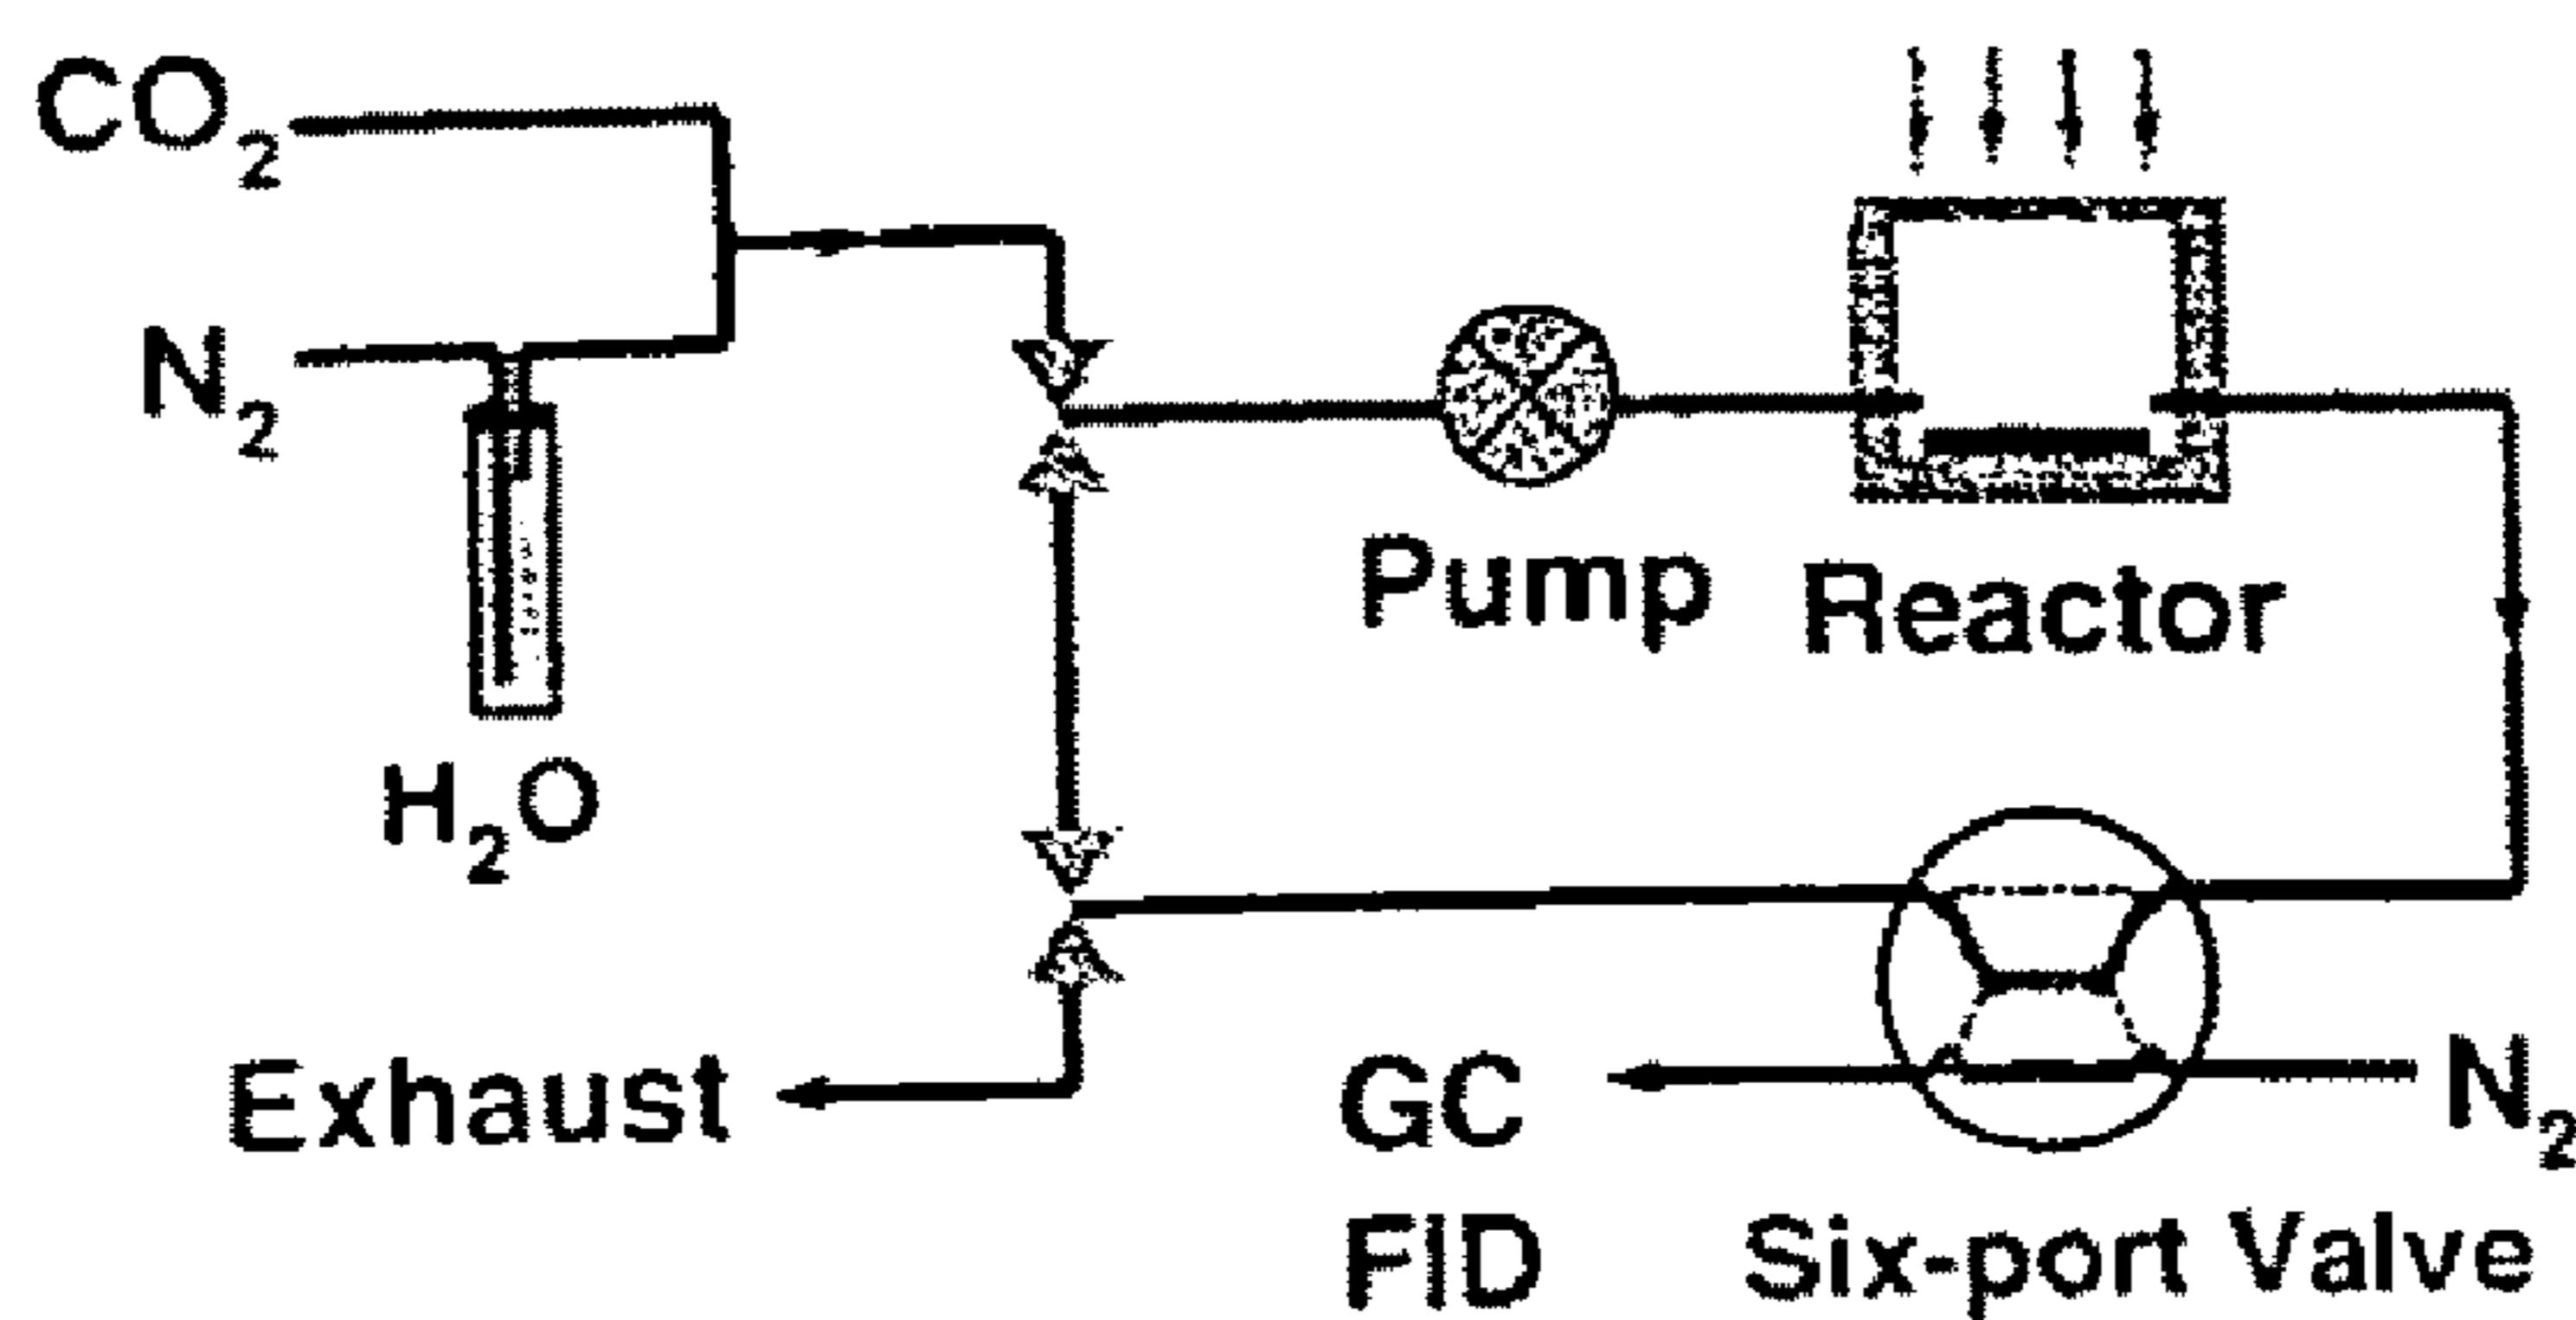 CO₂
N₂
H₂O
Pump
Reactor
Exhaust
GC
FID
Six-port Valve
N₂